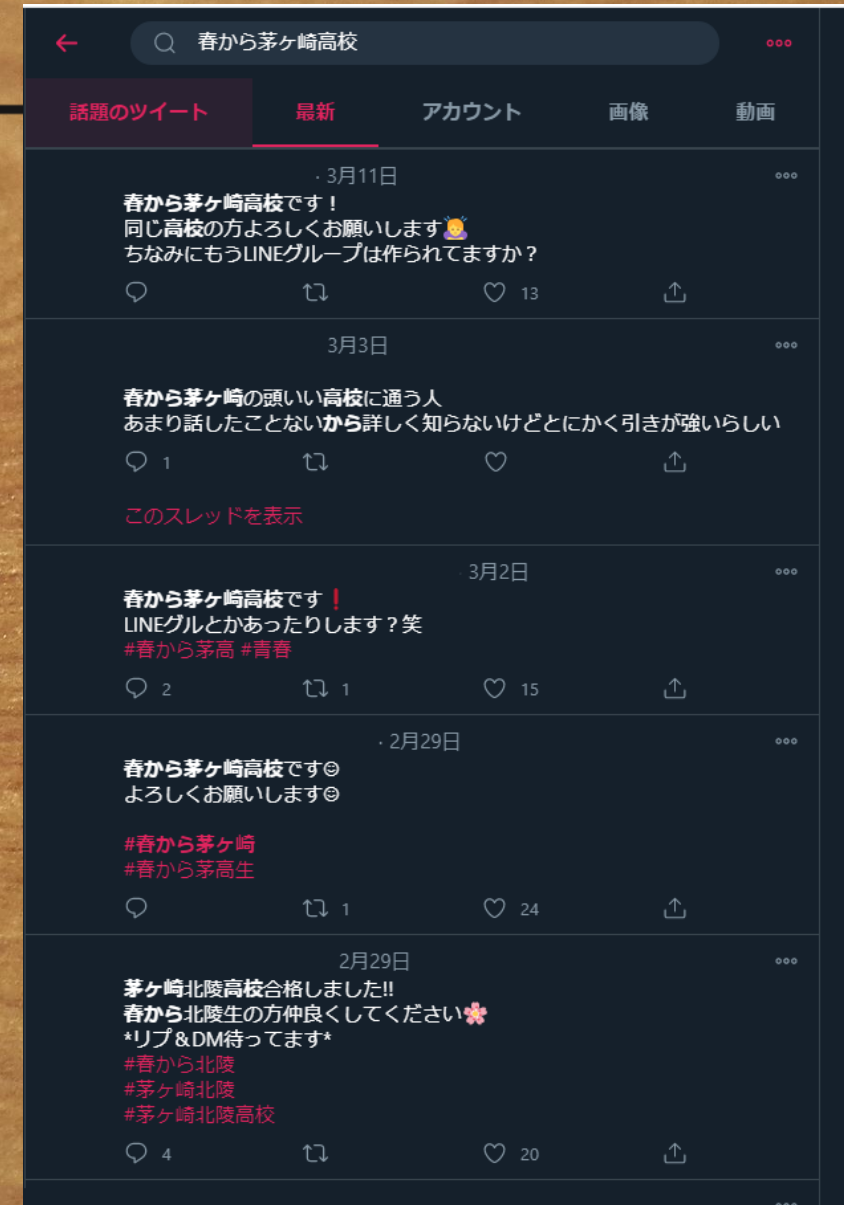 春から茅ヶ崎高校
話題のツイート 最新 アカウント 画像 動画
· 3月11日
春から茅ヶ崎高校です！
同じ高校の方よろしくお願いします🙇
ちなみにもうLINEグループは作られてますか？
13
3月3日
春から茅ヶ崎の頭いい高校に通う人
あまり話したことないから詳しく知らないけどとにかく引きが強いらしい
1
このスレッドを表示
· 3月2日
春から茅ヶ崎高校です❗
LINEグルとかあったりします？笑
#春から茅高 #青春
2 1 15
· 2月29日
春から茅ヶ崎高校です☺
よろしくお願いします☺
#春から茅ヶ崎
#春から茅高生
1 24
2月29日
茅ヶ崎北陵高校合格しました!!
春から北陵生の方仲良くしてください🌸
*リプ＆DM待ってます*
#春から北陵
#茅ヶ崎北陵
#茅ヶ崎北陵高校
4 20